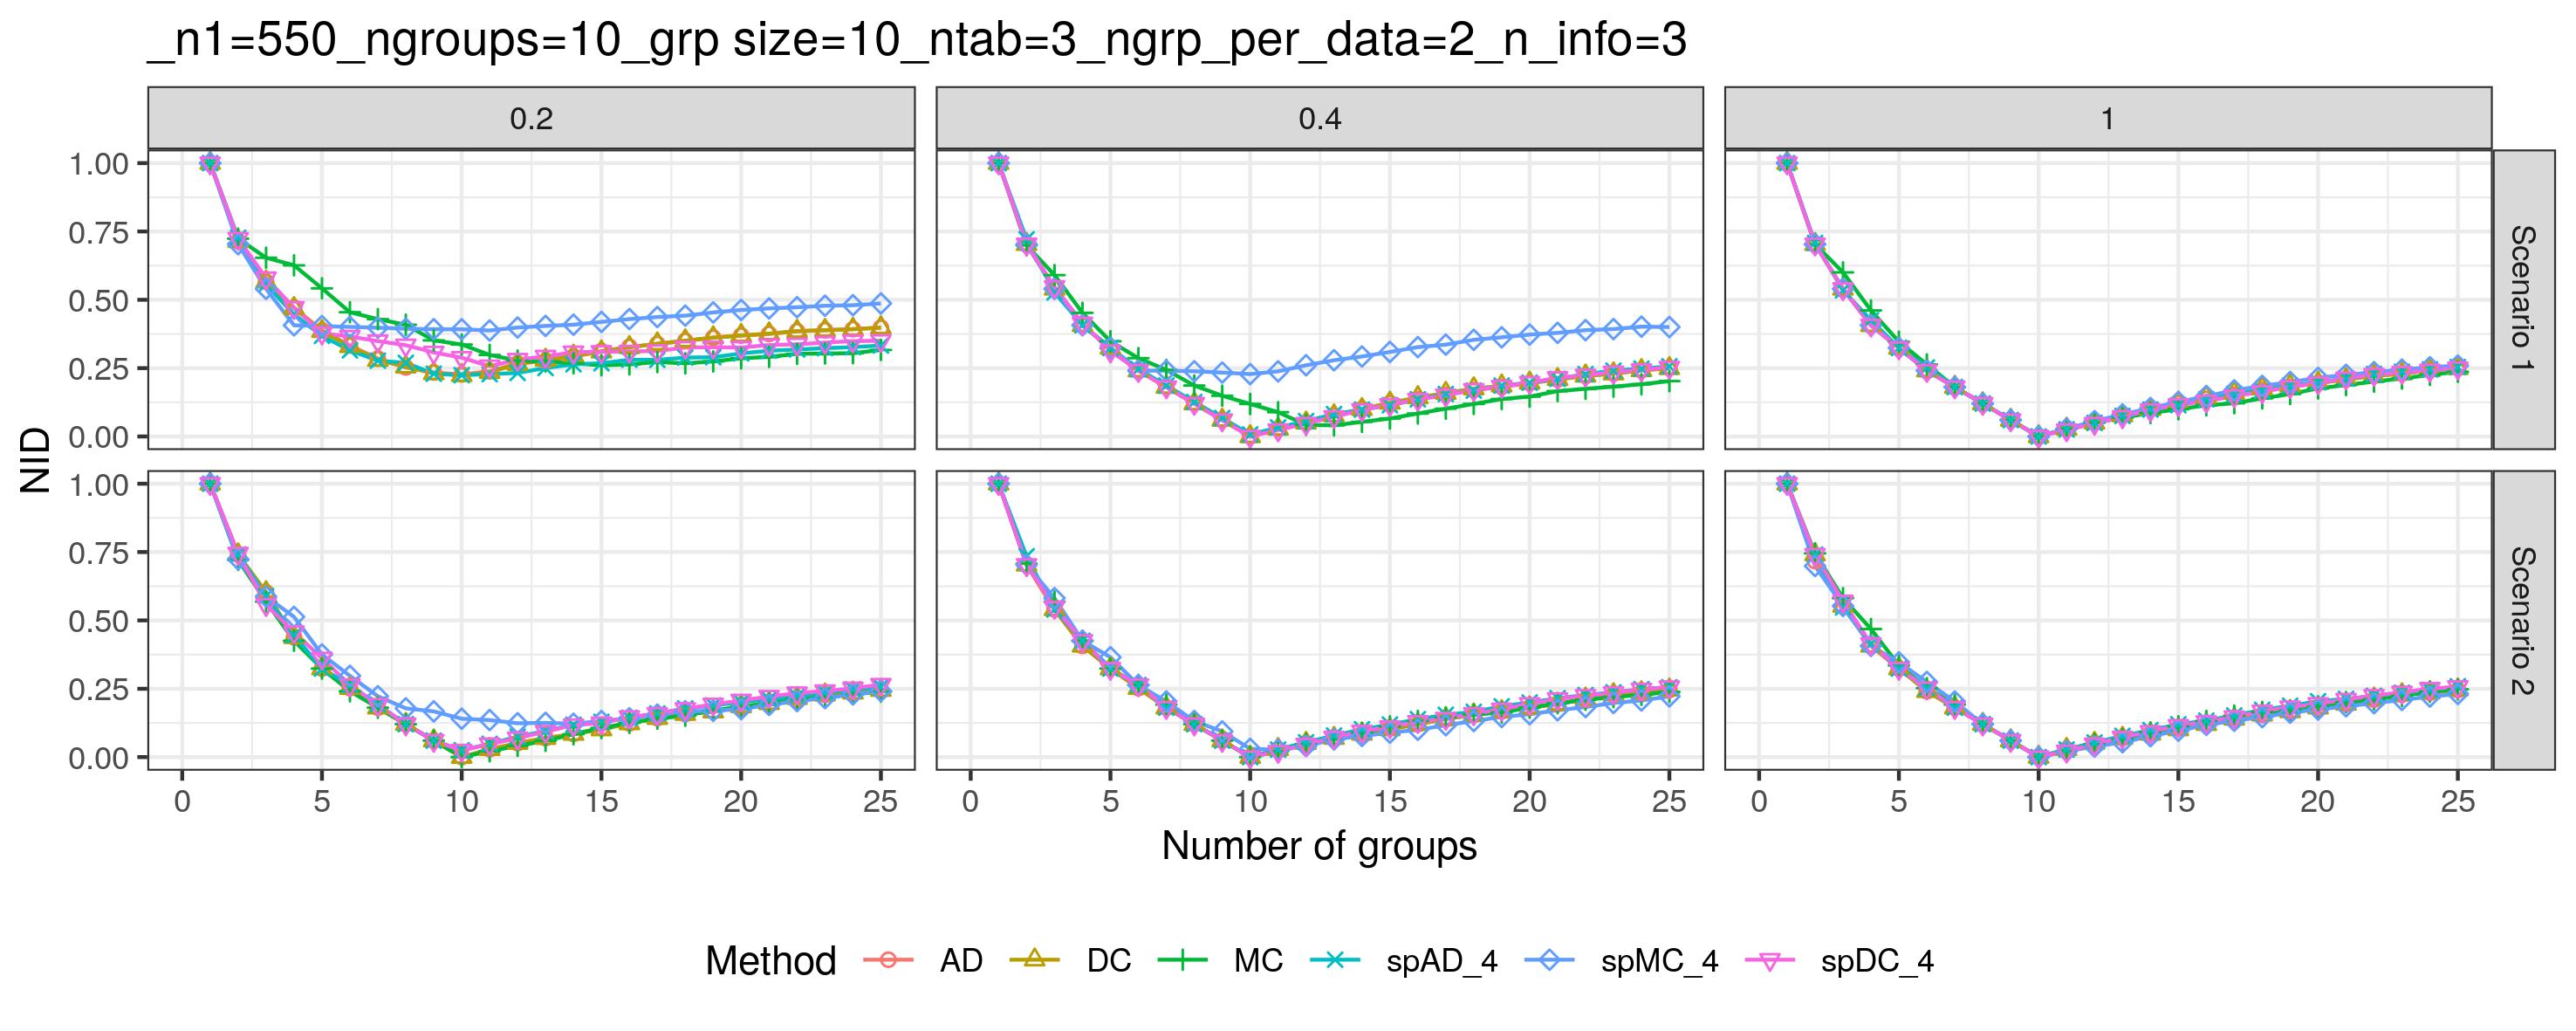 _n1=550_ngroups=10_grp size=10_ntab=3_ngrp_per_data=2_n_info=3
0.2 0.4 1
1.00
0.75
0.50
0.25
0.00
Scenario 1
NID
1.00
0.75
0.50
0.25
0.00
Scenario 2
0 5 10 15 20 25 0 5 10 15 20 25 0 5 10 15 20 25
Number of groups
Method AD DC MC spAD_4 spMC_4 spDC_4